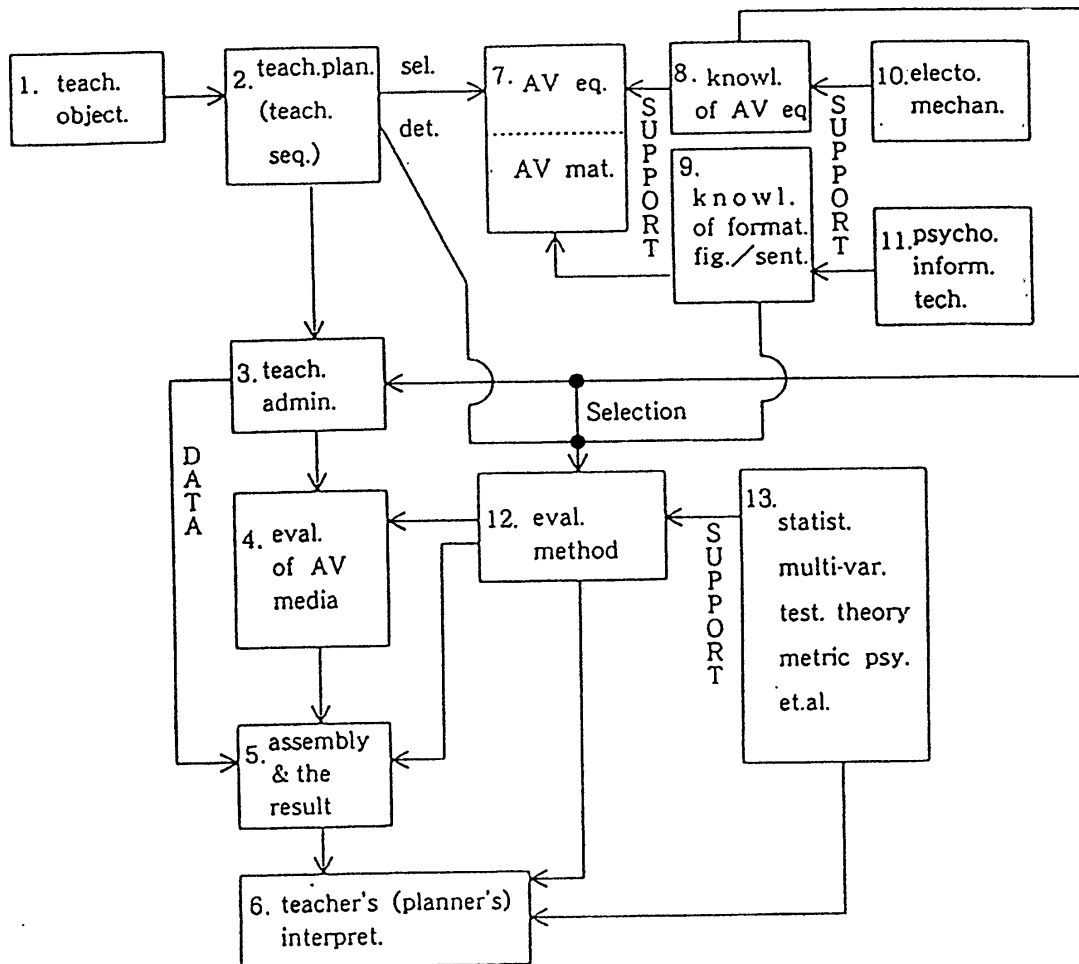 1. teach.
object.
2. teach.plan.
(teach.
seq.)
sel.
det.
7. AV eq.
AV mat.
SUPPORT
8. knowl.
of AV eq
9.
knowl.
of format.
fig./sent.
SUPPORT
10. electo.
mechan.
11. psycho.
inform.
tech.
3. teach.
admin.
Selection
DATA
4. eval.
of AV
media
12. eval.
method
SUPPORT
13.
statist.
multi-var.
test. theory
metric psy.
et.al.
5. assembly
& the
result
6. teacher's (planner's)
interpret.